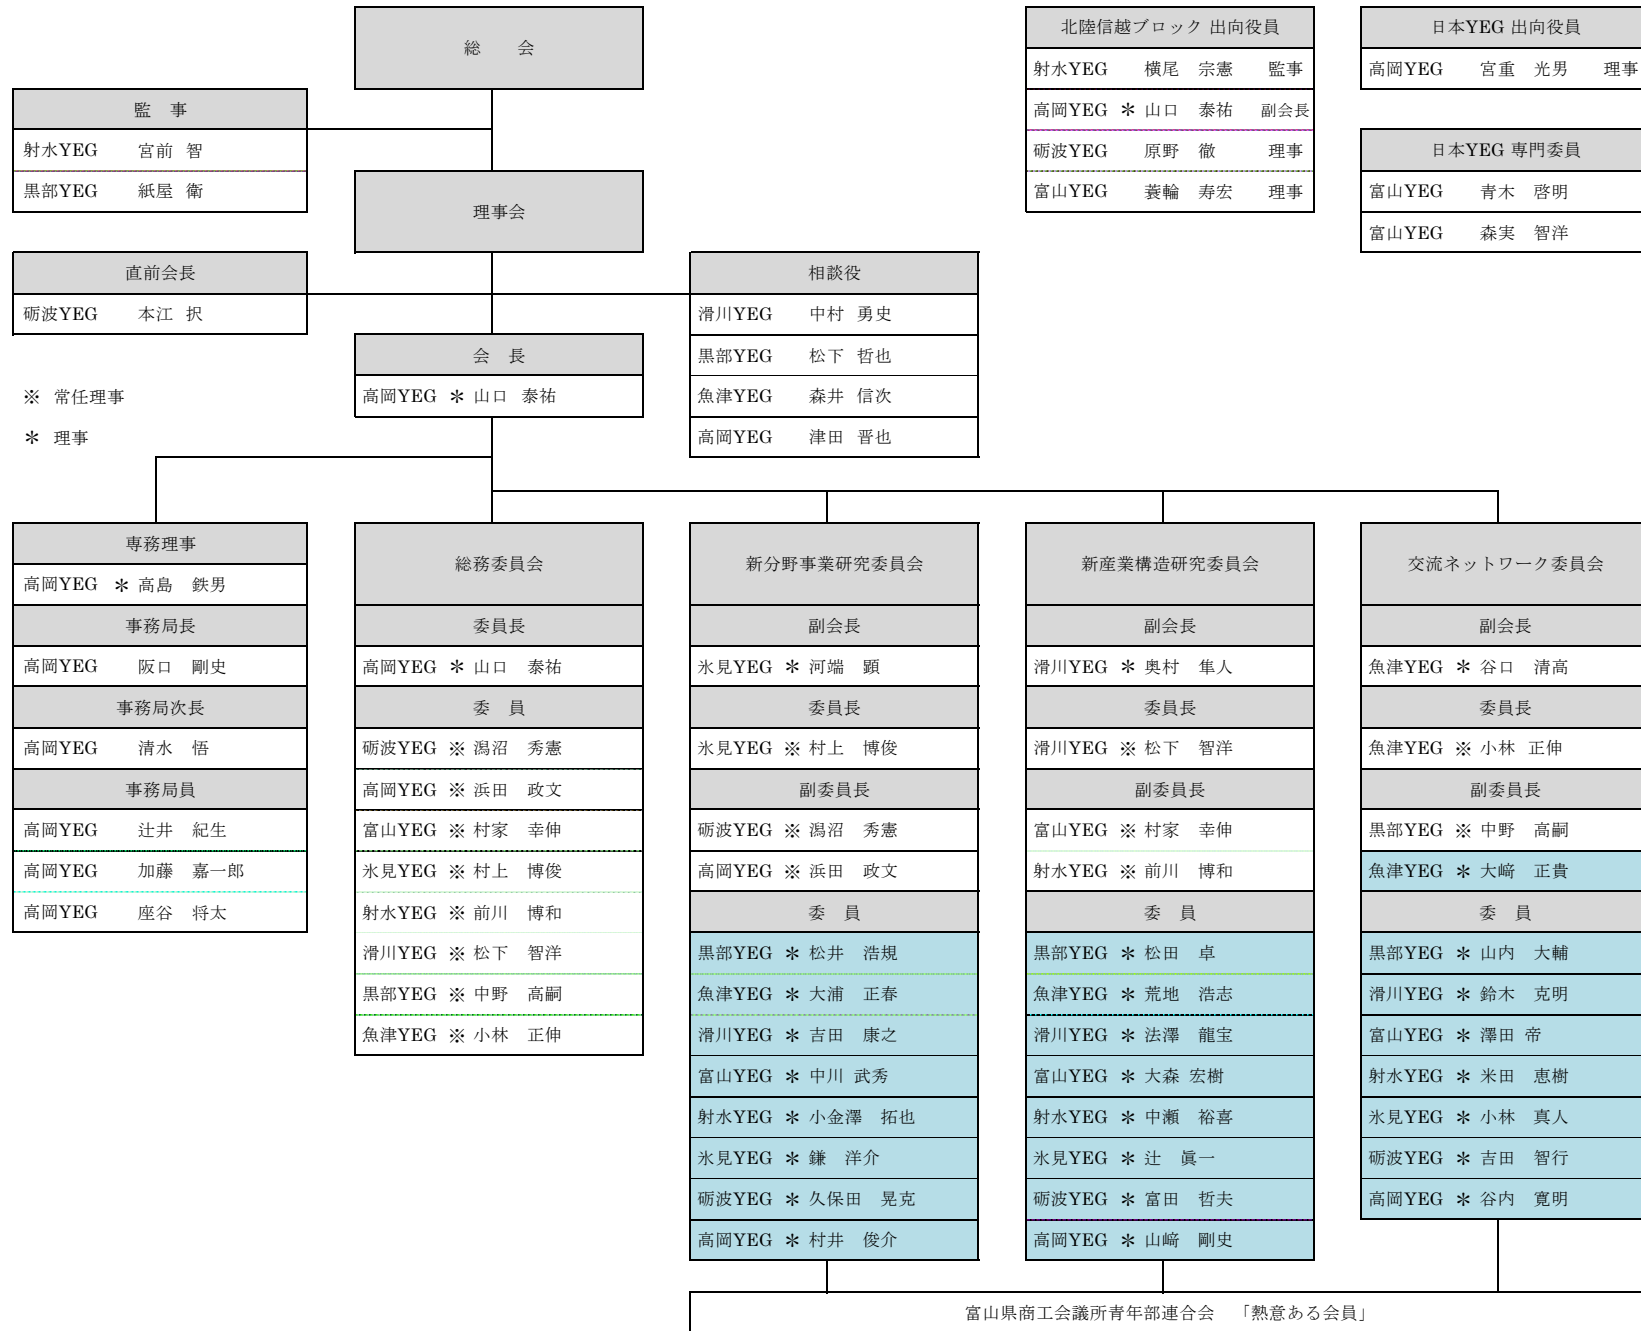 総　会
監　事
射水YEG　宮前 智
黒部YEG　紙屋 衛
理事会
直前会長
砺波YEG　本江 択
相談役
滑川YEG　中村 勇史
黒部YEG　松下 哲也
魚津YEG　森井 信次
高岡YEG　津田 晋也
会　長
高岡YEG ＊ 山口 泰祐
※ 常任理事
＊ 理事
北陸信越ブロック 出向役員
射水YEG　横尾 宗憲　監事
高岡YEG ＊ 山口 泰祐　副会長
砺波YEG　原野 徹　理事
富山YEG　蓑輪 寿宏　理事
日本YEG 出向役員
高岡YEG　宮重 光男　理事
日本YEG 専門委員
富山YEG　青木 啓明
富山YEG　森実 智洋
専務理事
高岡YEG ＊ 高島 鉄男
事務局長
高岡YEG　阪口 剛史
事務局次長
高岡YEG　清水 悟
事務局員
高岡YEG　辻井 紀生
高岡YEG　加藤 嘉一郎
高岡YEG　座谷 将太
総務委員会
委員長
高岡YEG ＊ 山口 泰祐
委　員
砺波YEG ※ 潟沼 秀憲
高岡YEG ※ 浜田 政文
富山YEG ※ 村家 幸伸
氷見YEG ※ 村上 博俊
射水YEG ※ 前川 博和
滑川YEG ※ 松下 智洋
黒部YEG ※ 中野 高嗣
魚津YEG ※ 小林 正伸
新分野事業研究委員会
副会長
氷見YEG ＊ 河端 顕
委員長
氷見YEG ※ 村上 博俊
副委員長
砺波YEG ※ 潟沼 秀憲
高岡YEG ※ 浜田 政文
委　員
黒部YEG ＊ 松井 浩規
魚津YEG ＊ 大浦 正春
滑川YEG ＊ 吉田 康之
富山YEG ＊ 中川 武秀
射水YEG ＊ 小金澤 拓也
氷見YEG ＊ 鎌 洋介
砺波YEG ＊ 久保田 晃克
高岡YEG ＊ 村井 俊介
新産業構造研究委員会
副会長
滑川YEG ＊ 奥村 隼人
委員長
滑川YEG ※ 松下 智洋
副委員長
富山YEG ※ 村家 幸伸
射水YEG ※ 前川 博和
委　員
黒部YEG ＊ 松田 卓
魚津YEG ＊ 荒地 浩志
滑川YEG ＊ 法澤 龍宝
富山YEG ＊ 大森 宏樹
射水YEG ＊ 中瀬 裕喜
氷見YEG ＊ 辻 眞一
砺波YEG ＊ 富田 哲夫
高岡YEG ＊ 山﨑 剛史
交流ネットワーク委員会
副会長
魚津YEG ＊ 谷口 清高
委員長
魚津YEG ※ 小林 正伸
副委員長
黒部YEG ※ 中野 高嗣
魚津YEG ＊ 大﨑 正貴
委　員
黒部YEG ＊ 山内 大輔
滑川YEG ＊ 鈴木 克明
富山YEG ＊ 澤田 帝
射水YEG ＊ 米田 恵樹
氷見YEG ＊ 小林 真人
砺波YEG ＊ 吉田 智行
高岡YEG ＊ 谷内 寛明
富山県商工会議所青年部連合会　「熱意ある会員」